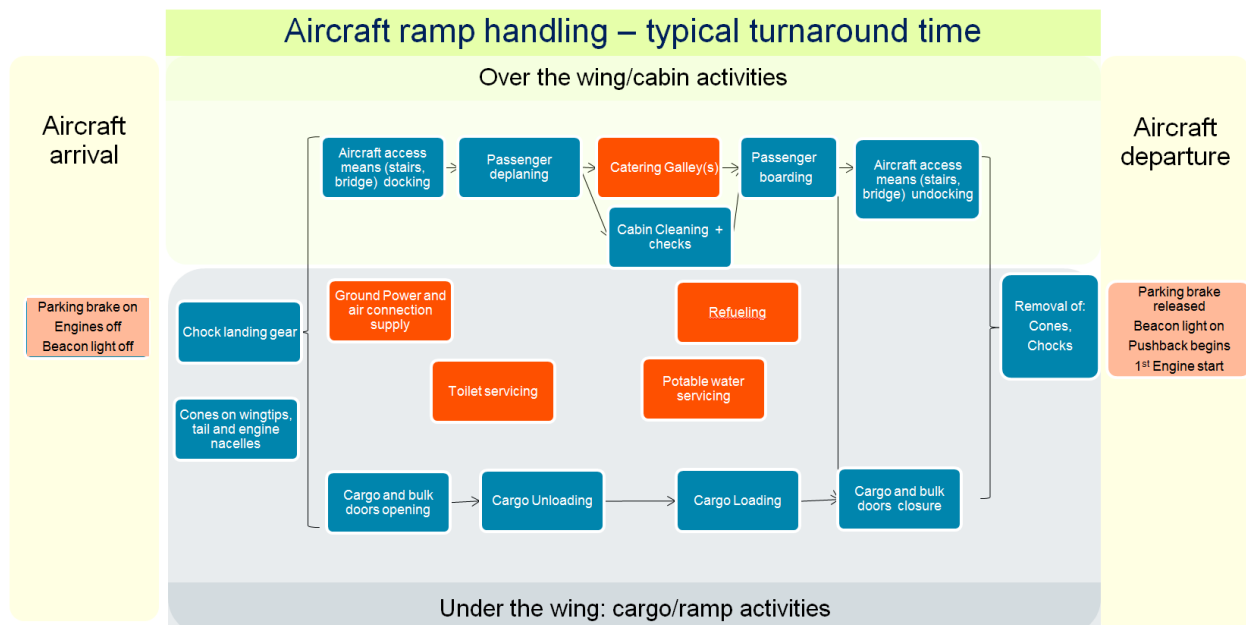 Aircraft ramp handling – typical turnaround time
Over the wing/cabin activities
Aircraft
arrival
Aircraft
departure
Aircraft access
means (stairs,
bridge) docking
Passenger
deplaning
Catering Galley(s)
Passenger
boarding
Aircraft access
means (stairs,
bridge) undocking
Cabin Cleaning +
checks
Parking brake on
Engines off
Beacon light off
Chock landing gear
Ground Power and
air connection
supply
Refueling
Removal of:
Cones,
Chocks
Parking brake
released
Beacon light on
Pushback begins
1st Engine start
Toilet servicing
Potable water
servicing
Cones on wingtips,
tail and engine
nacelles
Cargo and bulk
doors opening
Cargo Unloading
Cargo Loading
Cargo and bulk
doors closure
Under the wing: cargo/ramp activities